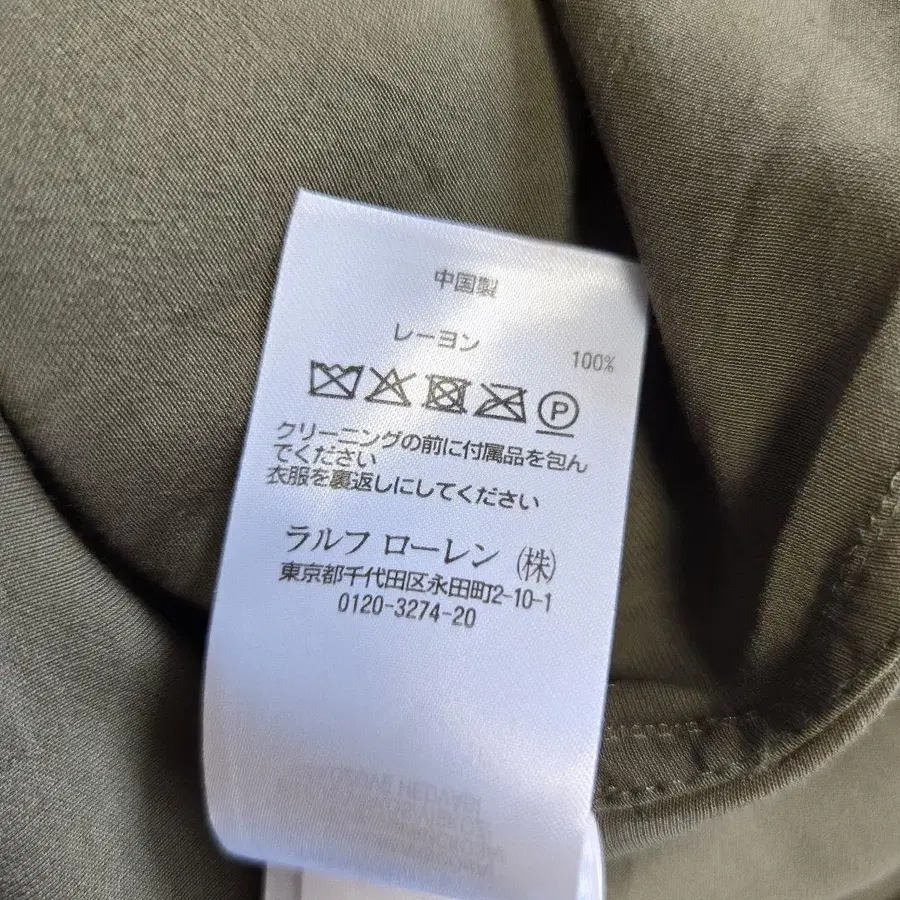 中国製
レーヨン 100%
P
クリーニングの前に付属品を包ん
でください
衣服を裏返しにしてください
ラルフ ローレン (株)
東京都千代田区永田町2-10-1
0120-3274-20